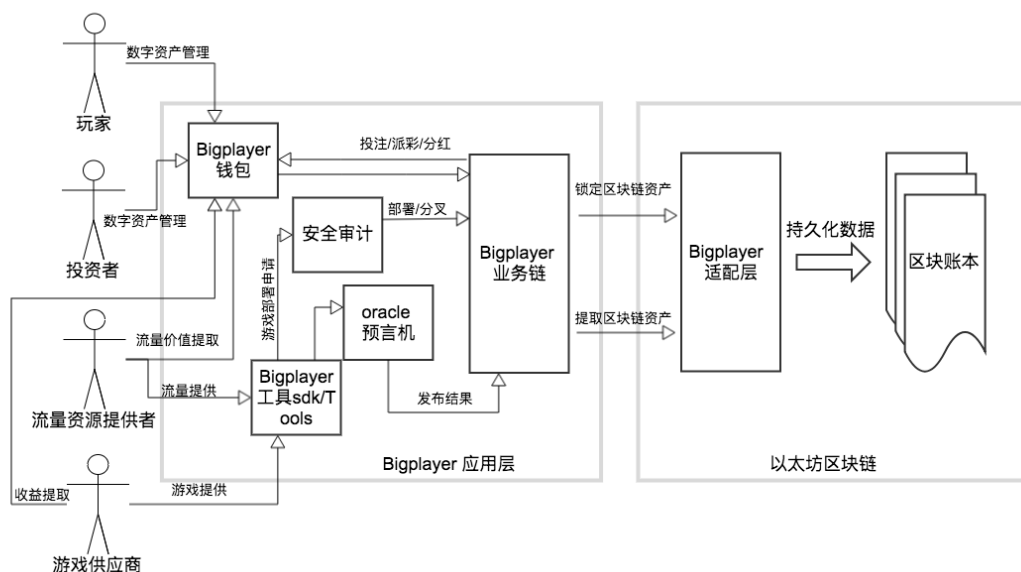 数字资产管理
玩家
Bigplayer
钱包
投注/派彩/分红
数字资产管理
投资者
安全审计
部署/分叉
Bigplayer
业务链
锁定区块链资产
提取区块链资产
Bigplayer
适配层
持久化数据
区块账本
游戏部署申请
oracle
预言机
流量价值提取
流量提供
流量资源提供者
Bigplayer
工具sdk/T
ools
发布结果
Bigplayer 应用层
以太坊区块链
收益提取
游戏提供
游戏供应商